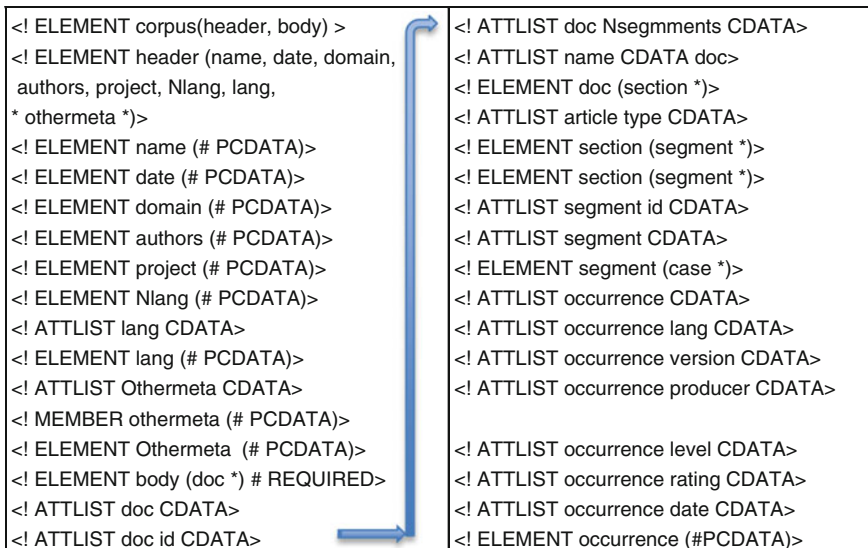 <! ELEMENT corpus(header, body) >
<! ELEMENT header (name, date, domain,
authors, project, Nlang, lang,
* othermeta *)>
<! ELEMENT name (# PCDATA)>
<! ELEMENT date (# PCDATA)>
<! ELEMENT domain (# PCDATA)>
<! ELEMENT authors (# PCDATA)>
<! ELEMENT project (# PCDATA)>
<! ELEMENT Nlang (# PCDATA)>
<! ATTLIST lang CDATA>
<! ELEMENT lang (# PCDATA)>
<! ATTLIST Othermeta CDATA>
<! MEMBER othermeta (# PCDATA)>
<! ELEMENT Othermeta (# PCDATA)>
<! ELEMENT body (doc *) # REQUIRED>
<! ATTLIST doc CDATA>
<! ATTLIST doc id CDATA>
<! ATTLIST doc Nsegmments CDATA>
<! ATTLIST name CDATA doc>
<! ELEMENT doc (section *)>
<! ATTLIST article type CDATA>
<! ELEMENT section (segment *)>
<! ELEMENT section (segment *)>
<! ATTLIST segment id CDATA>
<! ATTLIST segment CDATA>
<! ELEMENT segment (case *)>
<! ATTLIST occurrence CDATA>
<! ATTLIST occurrence lang CDATA>
<! ATTLIST occurrence version CDATA>
<! ATTLIST occurrence producer CDATA>
<! ATTLIST occurrence level CDATA>
<! ATTLIST occurrence rating CDATA>
<! ATTLIST occurrence date CDATA>
<! ELEMENT occurrence (#PCDATA)>